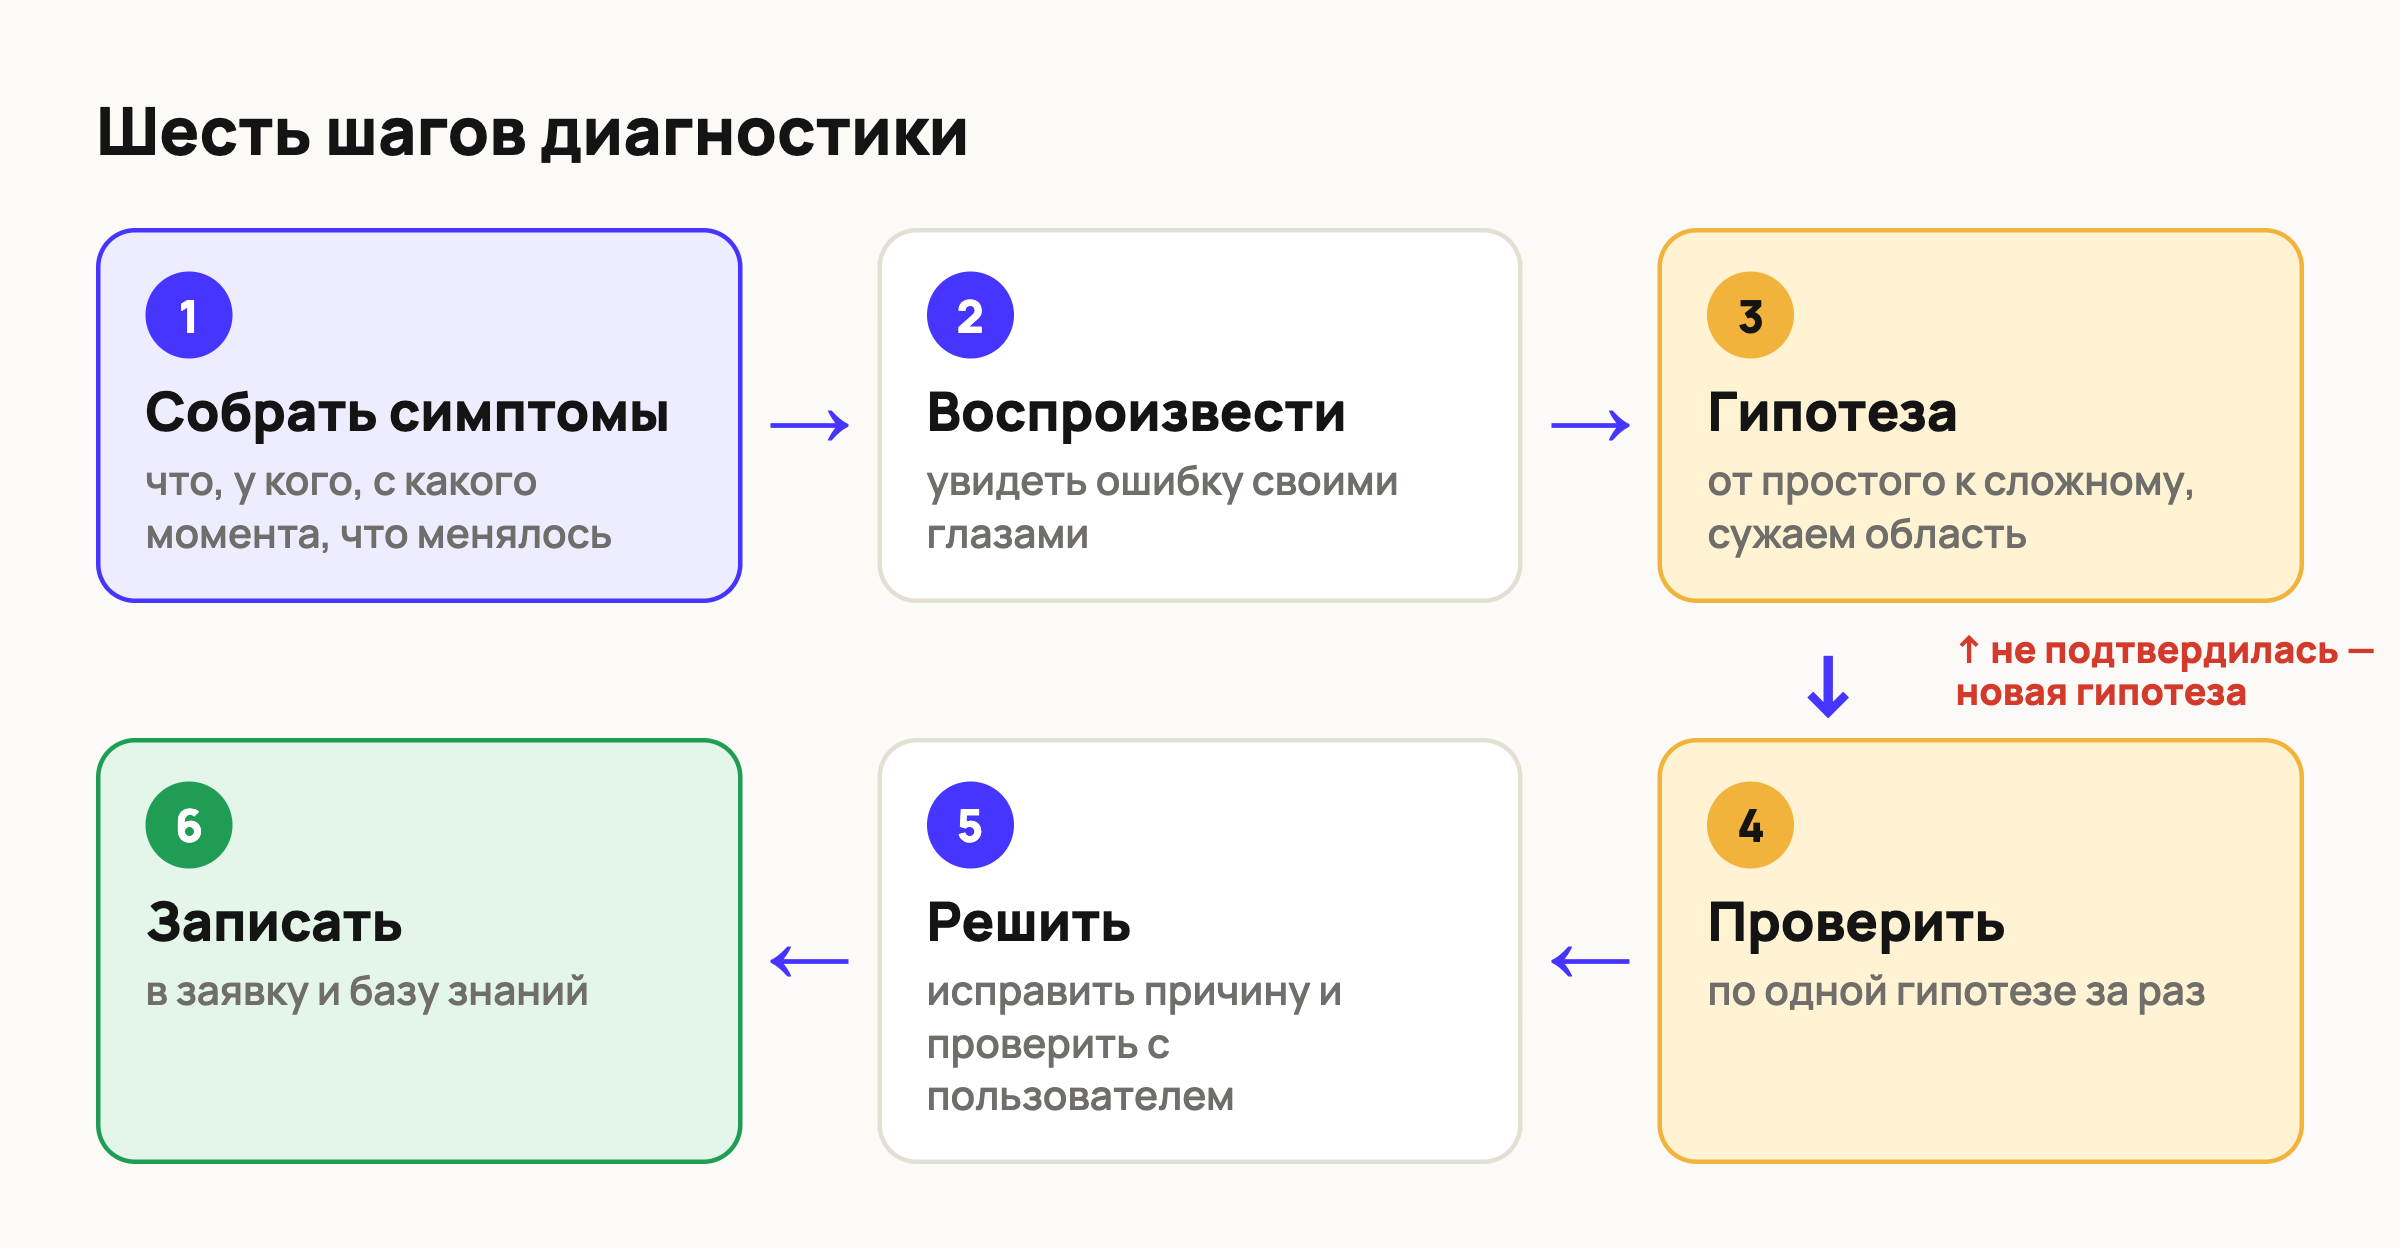 Шесть шагов диагностики
1
Собрать симптомы
что, у кого, с какого
момента, что менялось
→
2
Воспроизвести
увидеть ошибку своими
глазами
→
3
Гипотеза
от простого к сложному,
сужаем область
↓
↑ не подтвердилась —
новая гипотеза
4
Проверить
по одной гипотезе за раз
←
5
Решить
исправить причину и
проверить с
пользователем
←
6
Записать
в заявку и базу знаний